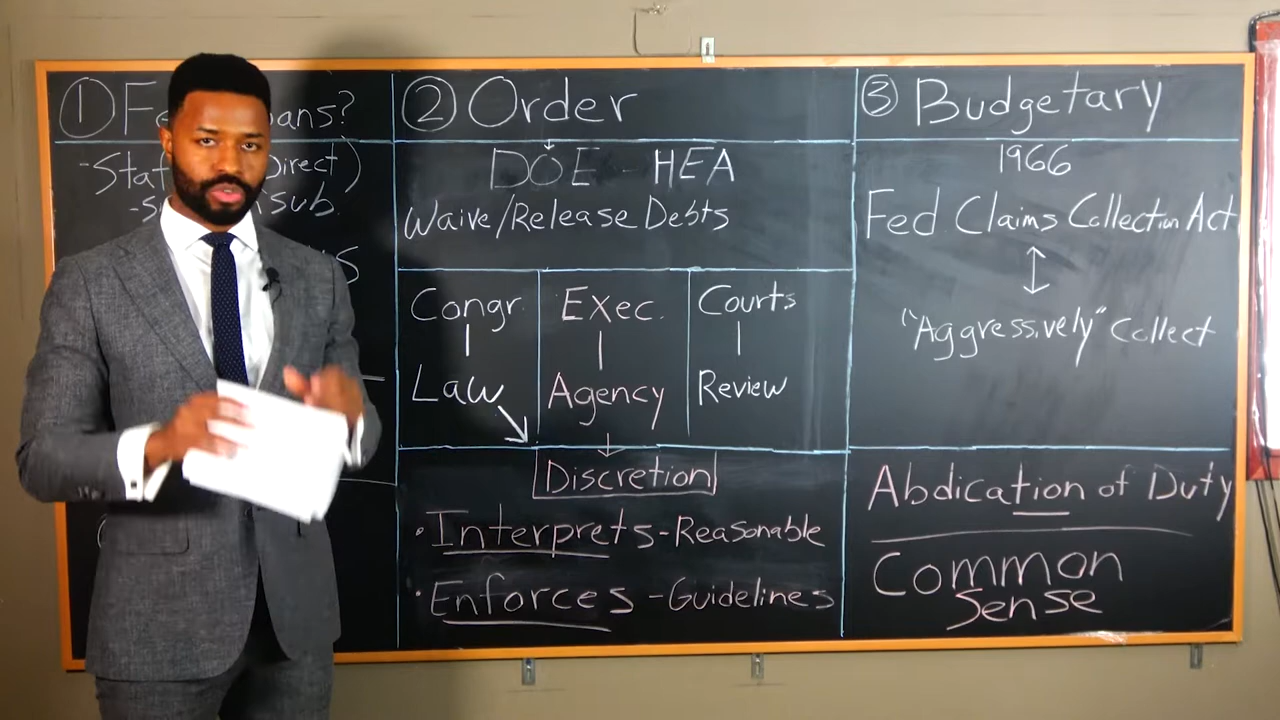 ① ans?
② Order
③ Budgetary
-Stat irect)
sub.
S
DOE - HEA
Waive/Release Debts
Congr.
Law
Exec.
Agency
Courts
Review
Discretion
• Interprets - Reasonable
• Enforces - Guidelines
1966
Fed Claims Collection Act
"Aggressively" Collect
Abdication of Duty
Common
Sense